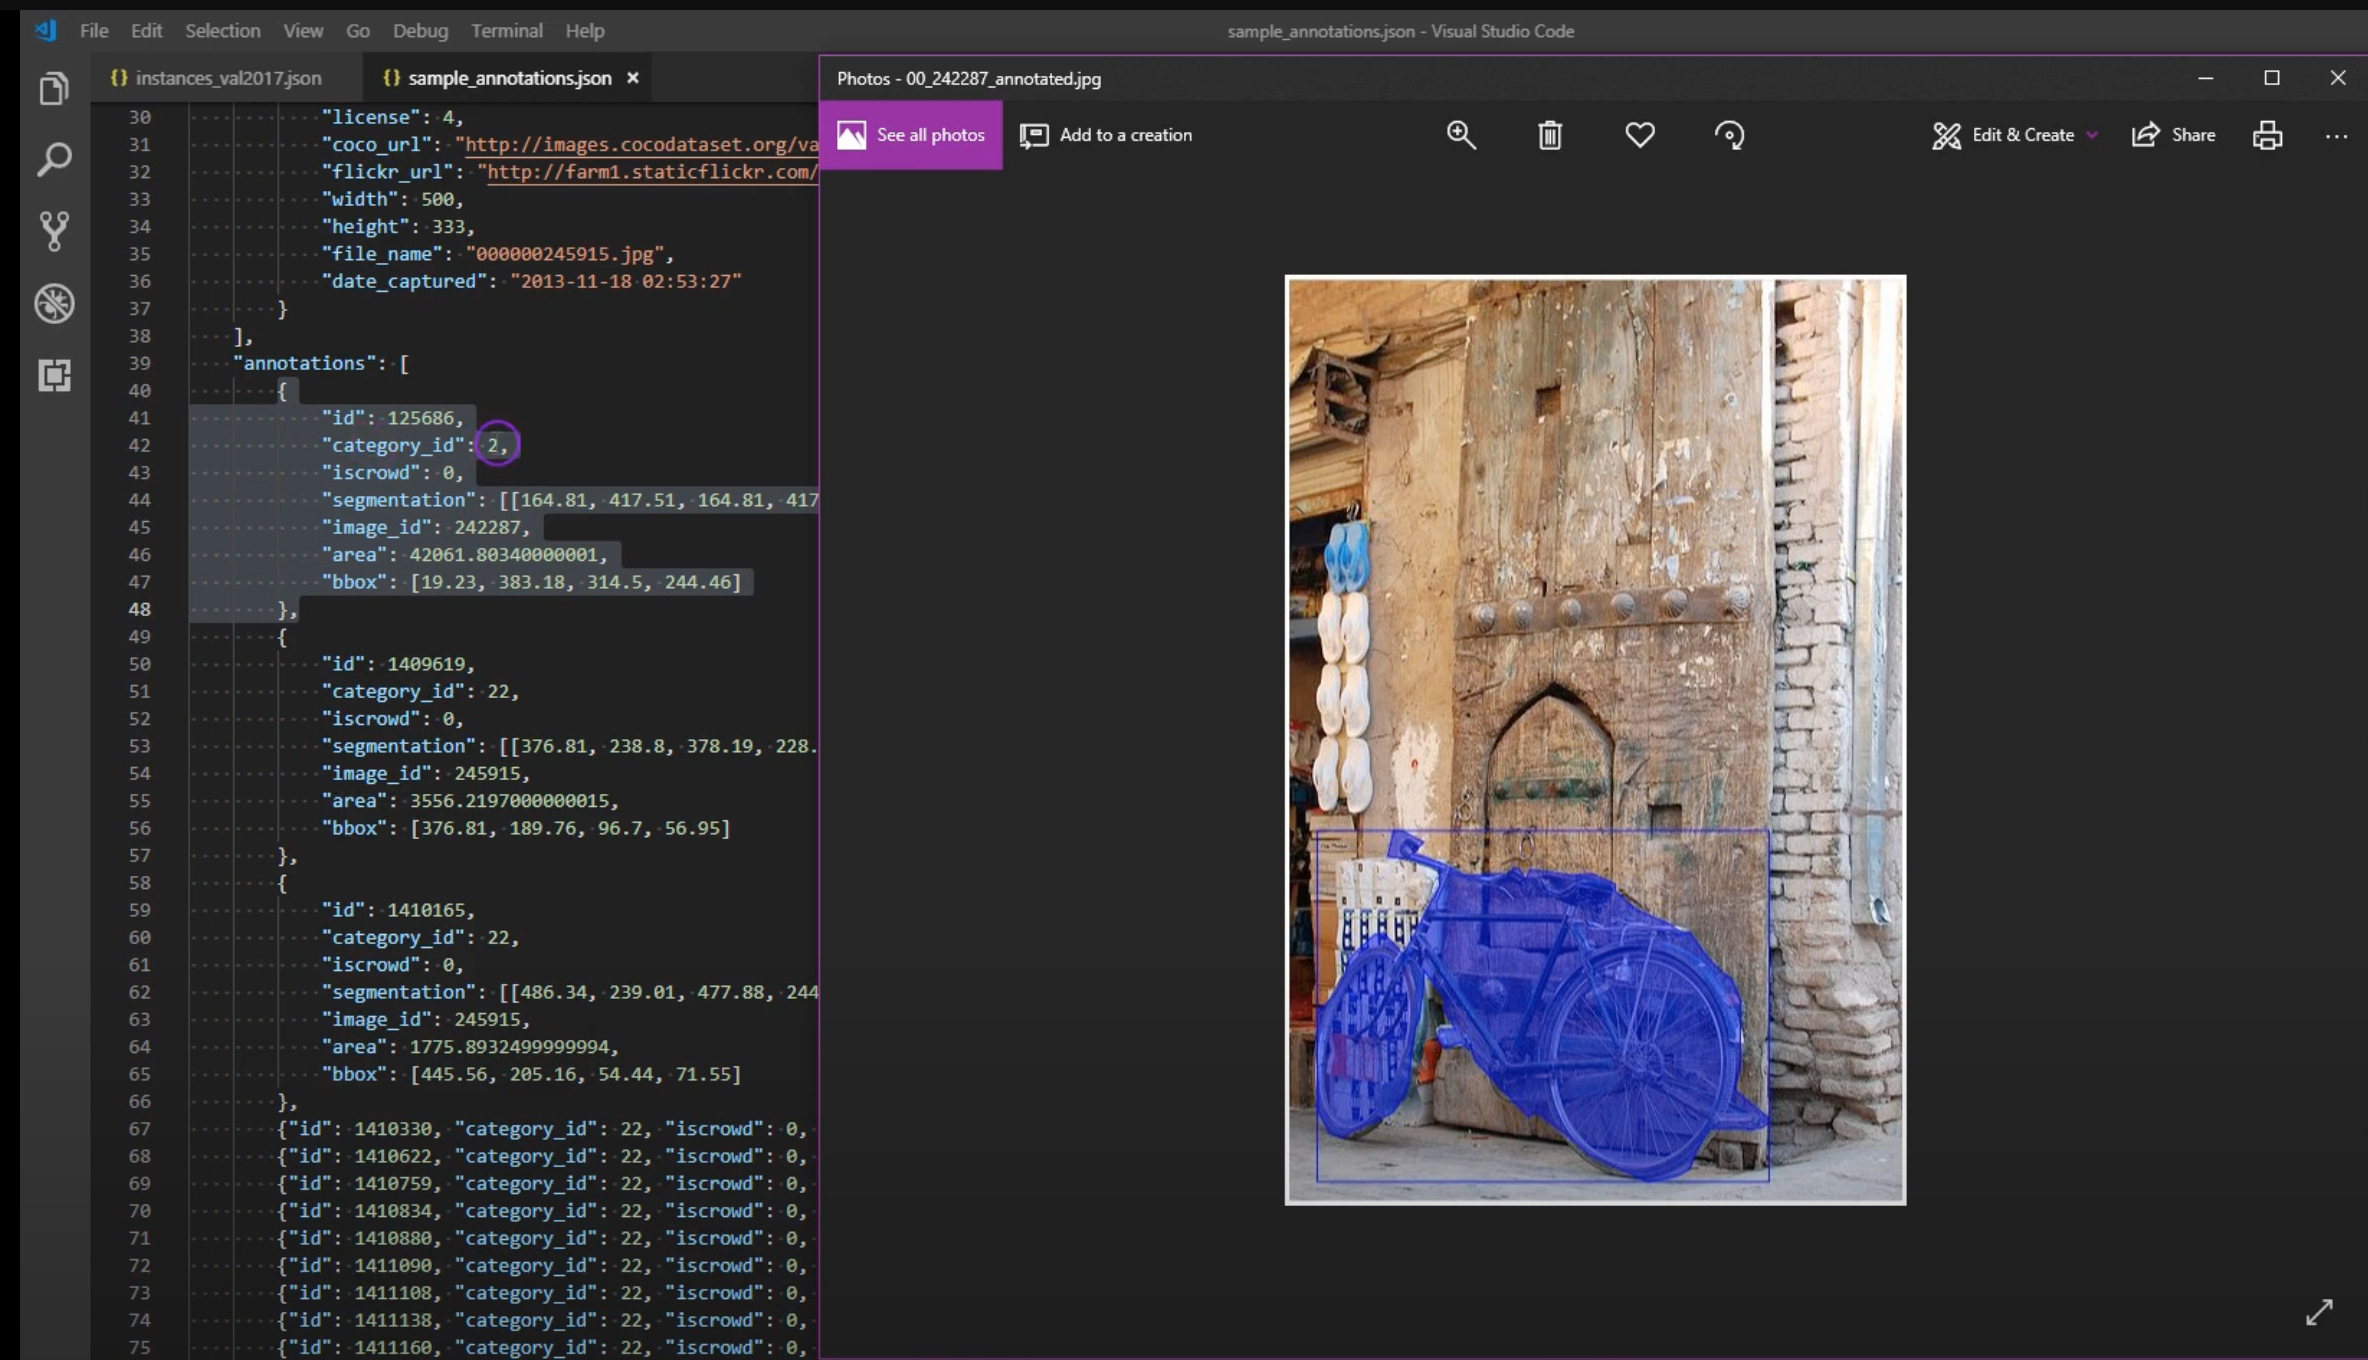 File Edit Selection View Go Debug Terminal Help
sample_annotations.json - Visual Studio Code
{} instances_val2017.json
{} sample_annotations.json ×
30 "license": 4,
31 "coco_url": "http://images.cocodataset.org/va
32 "flickr_url": "http://farm1.staticflickr.com/
33 "width": 500,
34 "height": 333,
35 "file_name": "000000245915.jpg",
36 "date_captured": "2013-11-18 02:53:27"
37 }
38 ],
39 "annotations": [
40 {
41 "id": 125686,
42 "category_id": 2,
43 "iscrowd": 0,
44 "segmentation": [[164.81, 417.51, 164.81, 417
45 "image_id": 242287,
46 "area": 42061.80340000001,
47 "bbox": [19.23, 383.18, 314.5, 244.46]
48 },
49 {
50 "id": 1409619,
51 "category_id": 22,
52 "iscrowd": 0,
53 "segmentation": [[376.81, 238.8, 378.19, 228.
54 "image_id": 245915,
55 "area": 3556.2197000000015,
56 "bbox": [376.81, 189.76, 96.7, 56.95]
57 },
58 {
59 "id": 1410165,
60 "category_id": 22,
61 "iscrowd": 0,
62 "segmentation": [[486.34, 239.01, 477.88, 244
63 "image_id": 245915,
64 "area": 1775.8932499999994,
65 "bbox": [445.56, 205.16, 54.44, 71.55]
66 },
67 {"id": 1410330, "category_id": 22, "iscrowd": 0,
68 {"id": 1410622, "category_id": 22, "iscrowd": 0,
69 {"id": 1410759, "category_id": 22, "iscrowd": 0,
70 {"id": 1410834, "category_id": 22, "iscrowd": 0,
71 {"id": 1410880, "category_id": 22, "iscrowd": 0,
72 {"id": 1411090, "category_id": 22, "iscrowd": 0,
73 {"id": 1411108, "category_id": 22, "iscrowd": 0,
74 {"id": 1411138, "category_id": 22, "iscrowd": 0,
75 {"id": 1411160, "category_id": 22, "iscrowd": 0,
Photos - 00_242287_annotated.jpg
See all photos
Add to a creation
Edit & Create
Share